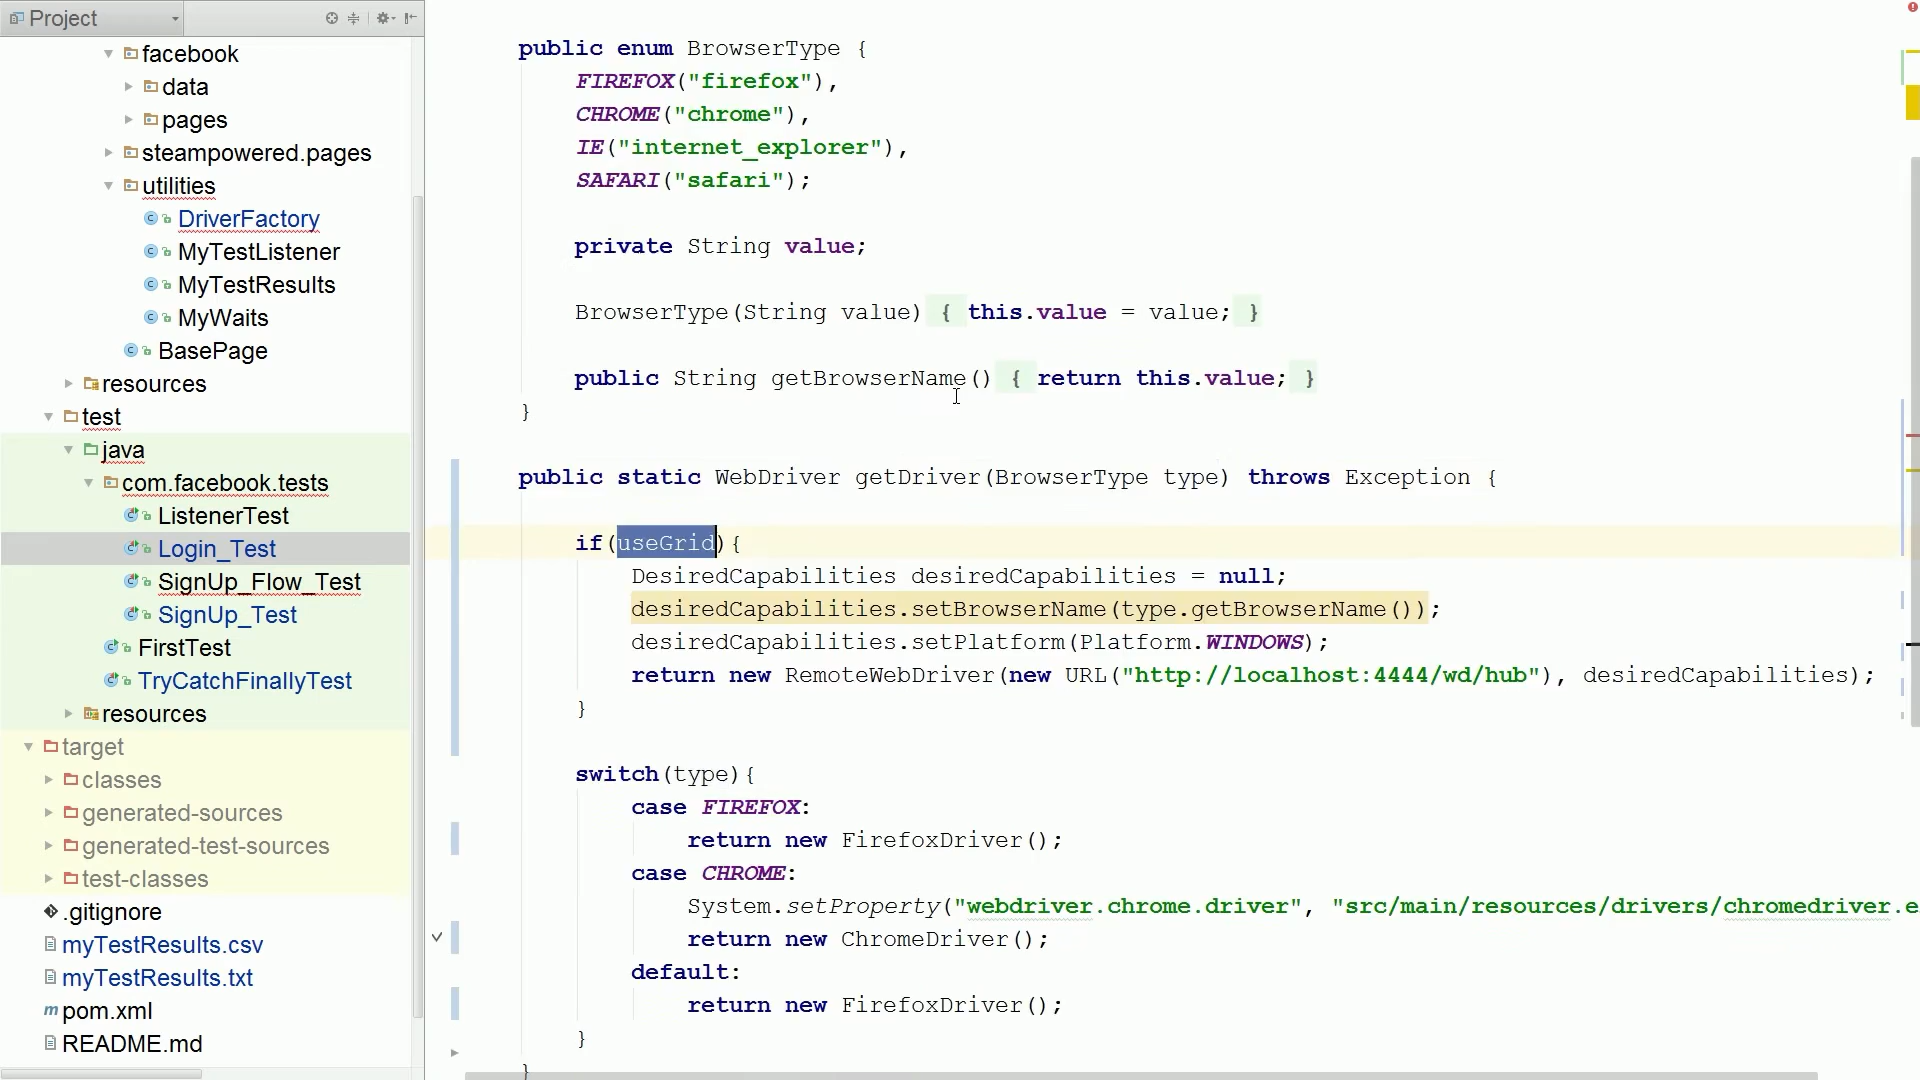 Project
facebook
data
pages
steampowered.pages
utilities
DriverFactory
MyTestListener
MyTestResults
MyWaits
BasePage
resources
test
java
com.facebook.tests
ListenerTest
Login_Test
SignUp_Flow_Test
SignUp_Test
FirstTest
TryCatchFinallyTest
resources
target
classes
generated-sources
generated-test-sources
test-classes
.gitignore
myTestResults.csv
myTestResults.txt
pom.xml
README.md
public enum BrowserType {
FIREFOX("firefox"),
CHROME("chrome"),
IE("internet_explorer"),
SAFARI("safari");
private String value;
BrowserType(String value) { this.value = value; }
public String getBrowserName() { return this.value; }
}
public static WebDriver getDriver(BrowserType type) throws Exception {
if(useGrid){
DesiredCapabilities desiredCapabilities = null;
desiredCapabilities.setBrowserName(type.getBrowserName());
desiredCapabilities.setPlatform(Platform.WINDOWS);
return new RemoteWebDriver(new URL("http://localhost:4444/wd/hub"), desiredCapabilities);
}
switch(type){
case FIREFOX:
return new FirefoxDriver();
case CHROME:
System.setProperty("webdriver.chrome.driver", "src/main/resources/drivers/chromedriver.e
return new ChromeDriver();
default:
return new FirefoxDriver();
}
}